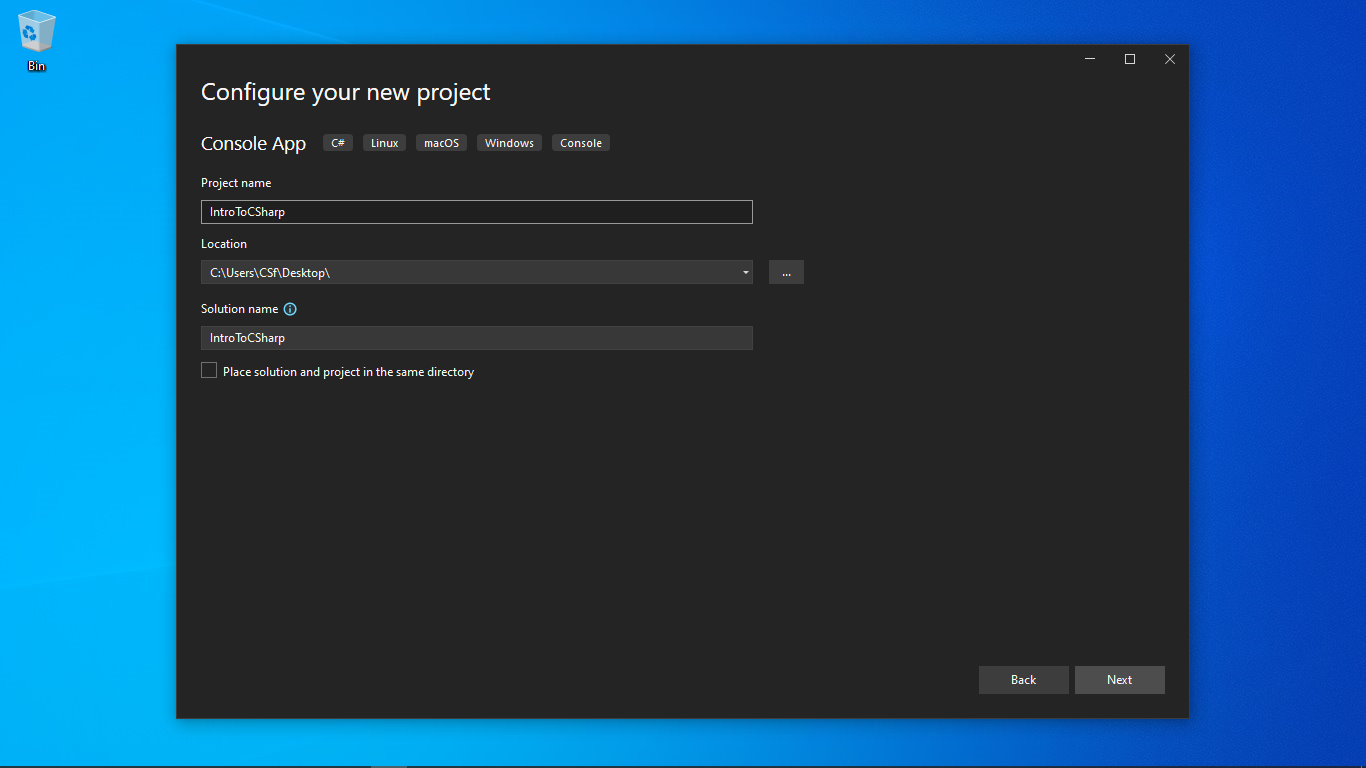 Bin
Configure your new project
Console App C# Linux macOS Windows Console
Project name
IntroToCSharp
Location
C:\Users\CSf\Desktop\
...
Solution name
IntroToCSharp
Place solution and project in the same directory
Back Next